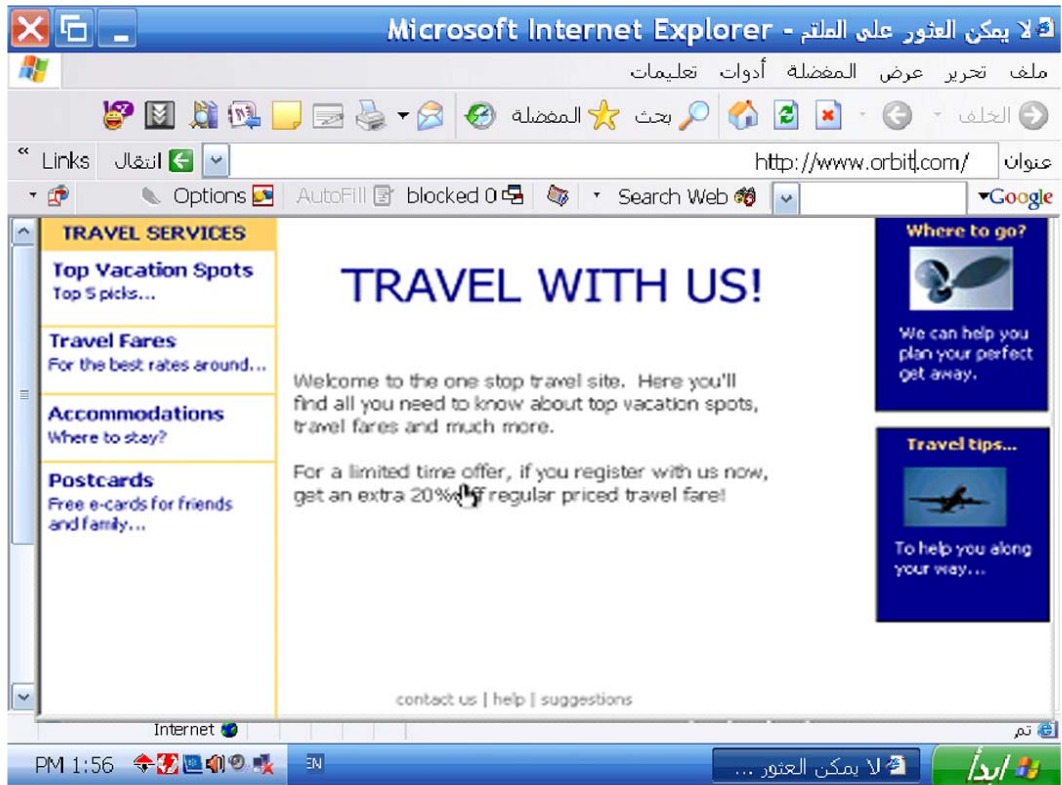 لا يمكن العثور على الملقم - Microsoft Internet Explorer
ملف تحرير عرض المفضلة أدوات تعليمات
الخلف بحث المفضلة
عنوان http://www.orbit.com/ انتقال Links »
Google Search Web blocked 0 AutoFill Options
TRAVEL SERVICES
Top Vacation Spots
Top 5 picks...
Travel Fares
For the best rates around...
Accommodations
Where to stay?
Postcards
Free e-cards for friends
and family...
TRAVEL WITH US!
Welcome to the one stop travel site. Here you'll
find all you need to know about top vacation spots,
travel fares and much more.
For a limited time offer, if you register with us now,
get an extra 20% off regular priced travel fare!
contact us | help | suggestions
Where to go?
We can help you
plan your perfect
get away.
Travel tips...
To help you along
your way...
تم Internet
ابدأ لا يمكن العثور ... EN 1:56 PM